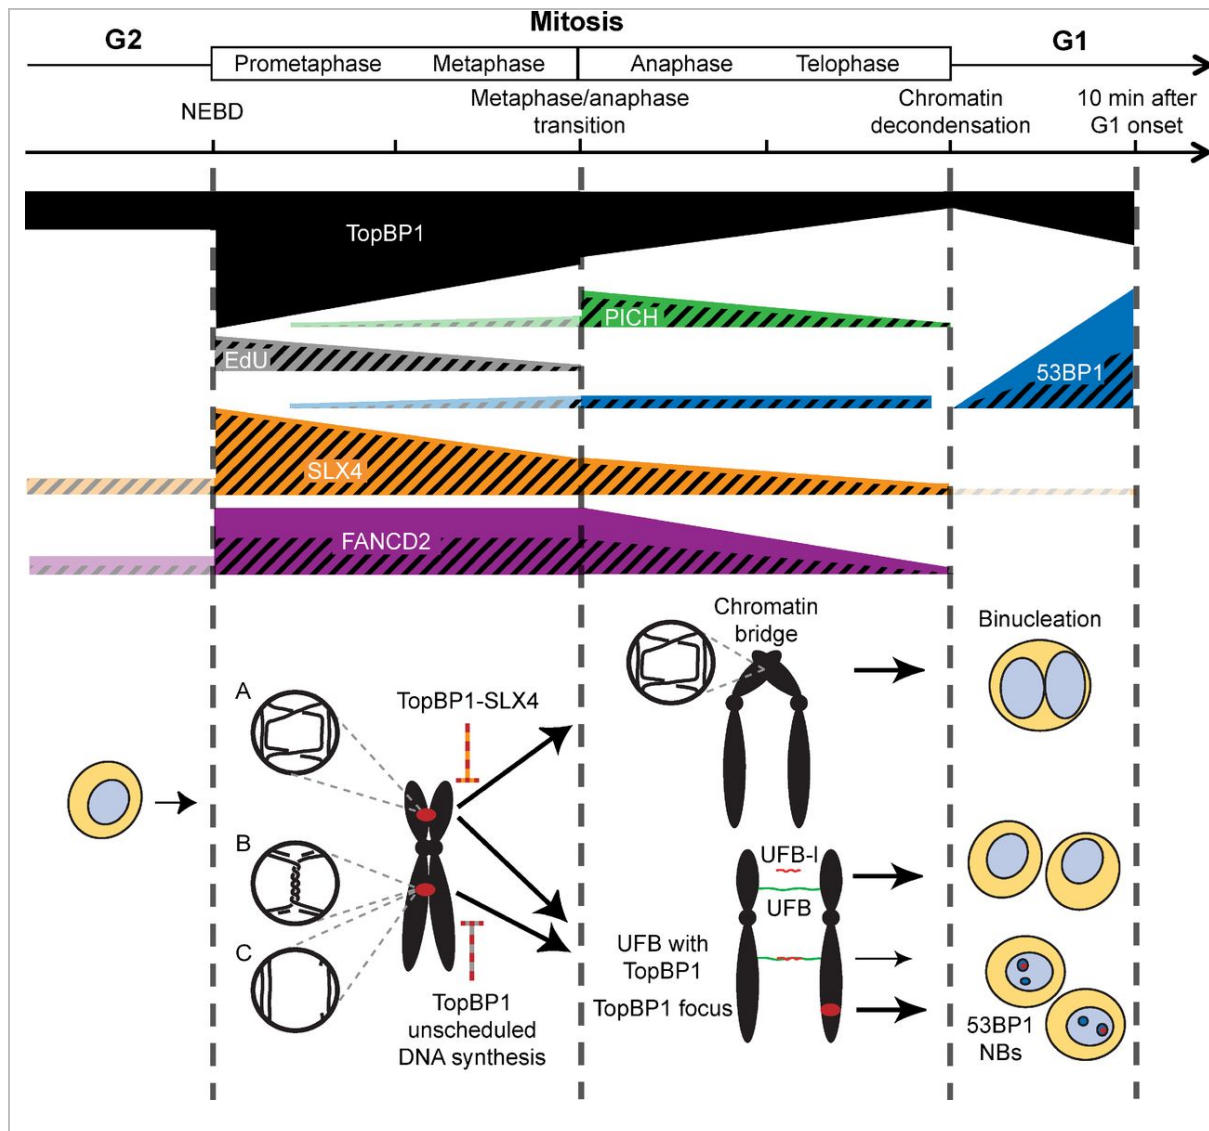 Mitosis
G2
G1
Prometaphase
Metaphase
Anaphase
Telophase
NEBD
Metaphase/anaphase
transition
Chromatin
decondensation
10 min after
G1 onset
TopBP1
PICH
EdU
53BP1
SLX4
FANCD2
Chromatin
bridge
Binucleation
A
TopBP1-SLX4
B
UFB-I
UFB
C
UFB with
TopBP1
TopBP1 focus
TopBP1
unscheduled
DNA synthesis
53BP1
NBs